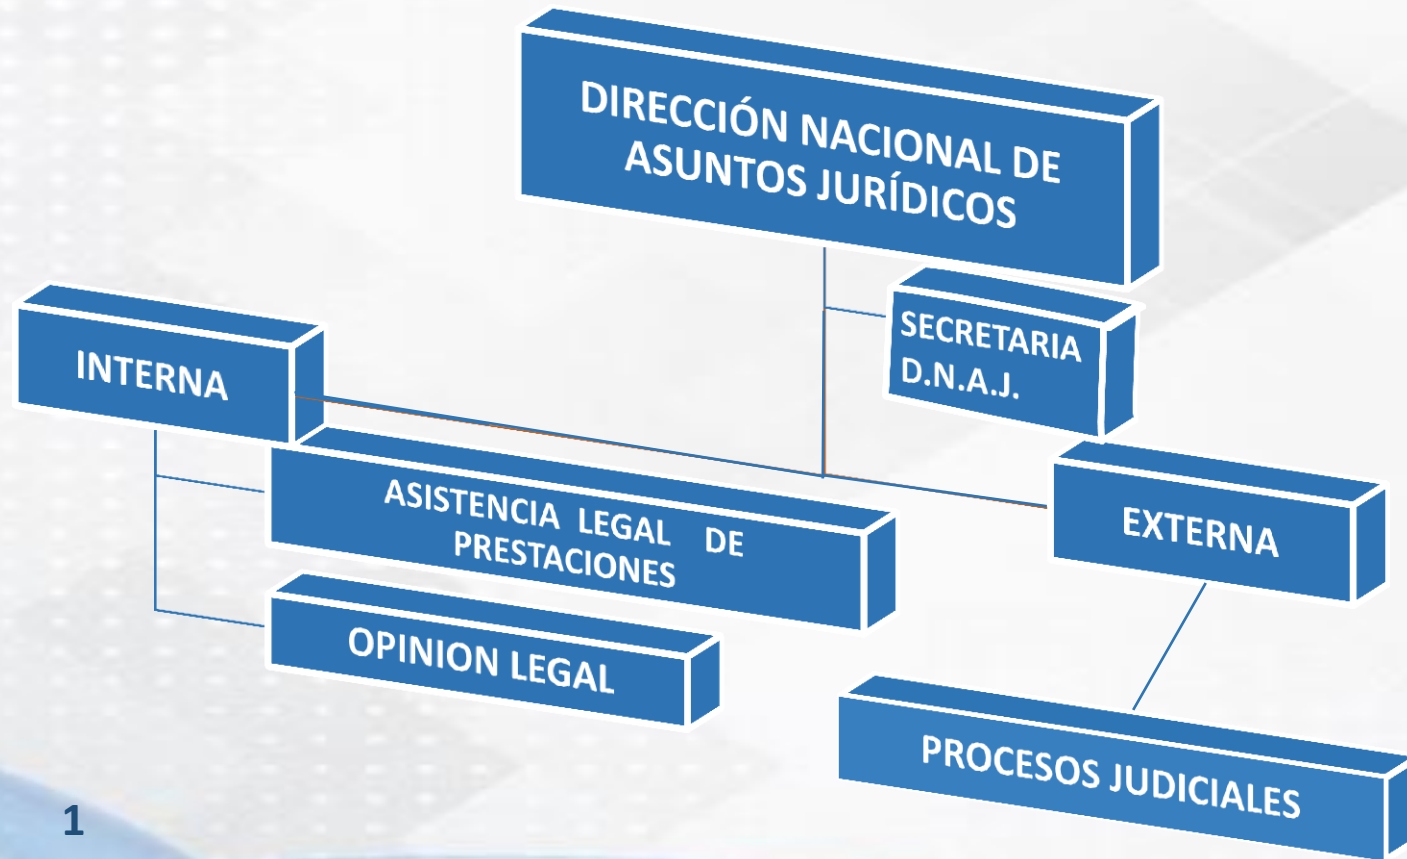 DIRECCIÓN NACIONAL DE
ASUNTOS JURÍDICOS
SECRETARIA
D.N.A.J.
INTERNA
ASISTENCIA LEGAL DE
PRESTACIONES
OPINION LEGAL
EXTERNA
PROCESOS JUDICIALES
1